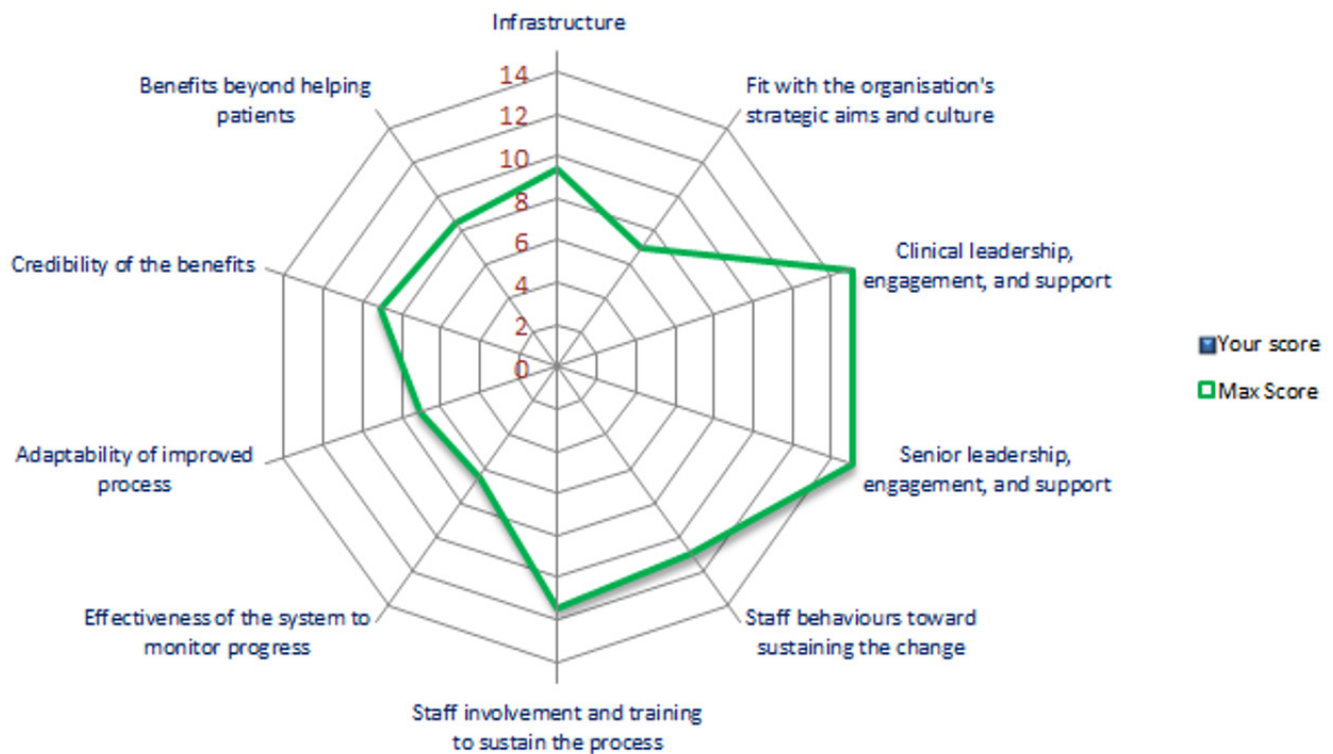 Infrastructure
Fit with the organisation's
strategic aims and culture
Clinical leadership,
engagement, and support
Senior leadership,
engagement, and support
Staff behaviours toward
sustaining the change
Staff involvement and training
to sustain the process
Effectiveness of the system to
monitor progress
Adaptability of improved
process
Credibility of the benefits
Benefits beyond helping
patients
14
12
10
8
6
4
2
0
Your score
Max Score